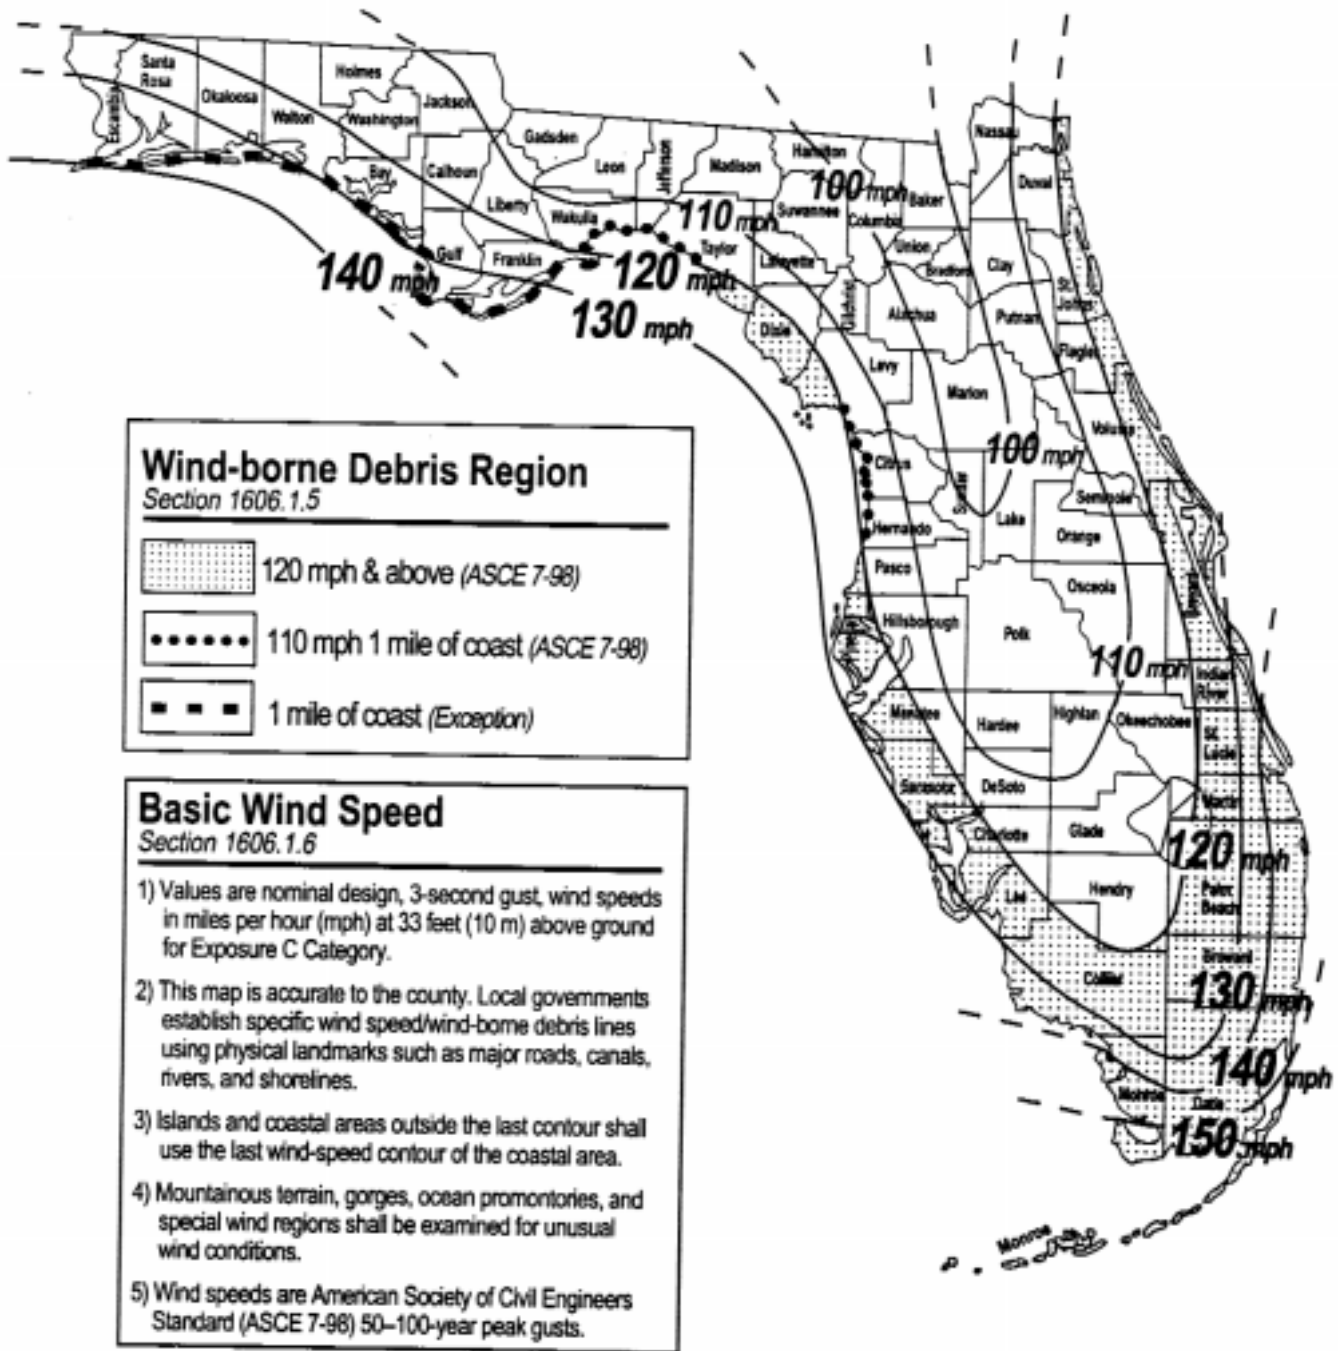 Santa
Rosa
Escambia
Okaloosa
Walton
Holmes
Washington
Jackson
Bay
Calhoun
Gulf
Liberty
Gadsden
Franklin
Leon
Wakulla
Jefferson
Madison
Taylor
Hamilton
Suwannee
Lafayette
Dixie
Columbia
Baker
Nassau
Duval
Union
Bradford
Clay
St.
Johns
Gilchrist
Alachua
Putnam
Flagler
Levy
Marion
Volusia
Citrus
Sumter
Lake
Seminole
Orange
Hernando
Pasco
Osceola
Hillsborough
Polk
Indian
River
Manatee
Hardee
Highlan
Okeechobee
St.
Lucie
Sarasota
DeSoto
Martin
Charlotte
Glade
Lee
Hendry
Palm
Beach
Collier
Broward
Monroe
Dade
Monroe
100 mph
110 mph
140 mph
120 mph
130 mph
100 mph
110 mph
120 mph
130 mph
140 mph
150 mph
Wind-borne Debris Region
Section 1606.1.5
120 mph & above (ASCE 7-98)
110 mph 1 mile of coast (ASCE 7-98)
1 mile of coast (Exception)
Basic Wind Speed
Section 1606.1.6
1) Values are nominal design, 3-second gust, wind speeds
in miles per hour (mph) at 33 feet (10 m) above ground
for Exposure C Category.
2) This map is accurate to the county. Local governments
establish specific wind speed/wind-borne debris lines
using physical landmarks such as major roads, canals,
rivers, and shorelines.
3) Islands and coastal areas outside the last contour shall
use the last wind-speed contour of the coastal area.
4) Mountainous terrain, gorges, ocean promontories, and
special wind regions shall be examined for unusual
wind conditions.
5) Wind speeds are American Society of Civil Engineers
Standard (ASCE 7-98) 50–100-year peak gusts.